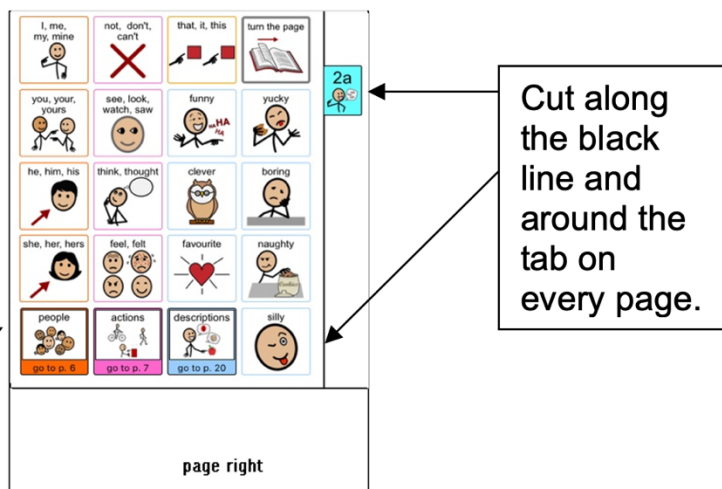 I, me,
my, mine
not, don't,
can't
that, it, this
turn the page
2a
you, your,
yours
see, look,
watch, saw
funny
HA HA
HA
yucky
he, him, his
think, thought
clever
boring
she, her, hers
feel, felt
favourite
naughty
Cookies
people
go to p. 6
actions
go to p. 7
descriptions
go to p. 20
silly
page right
Cut along
the black
line and
around the
tab on
every page.